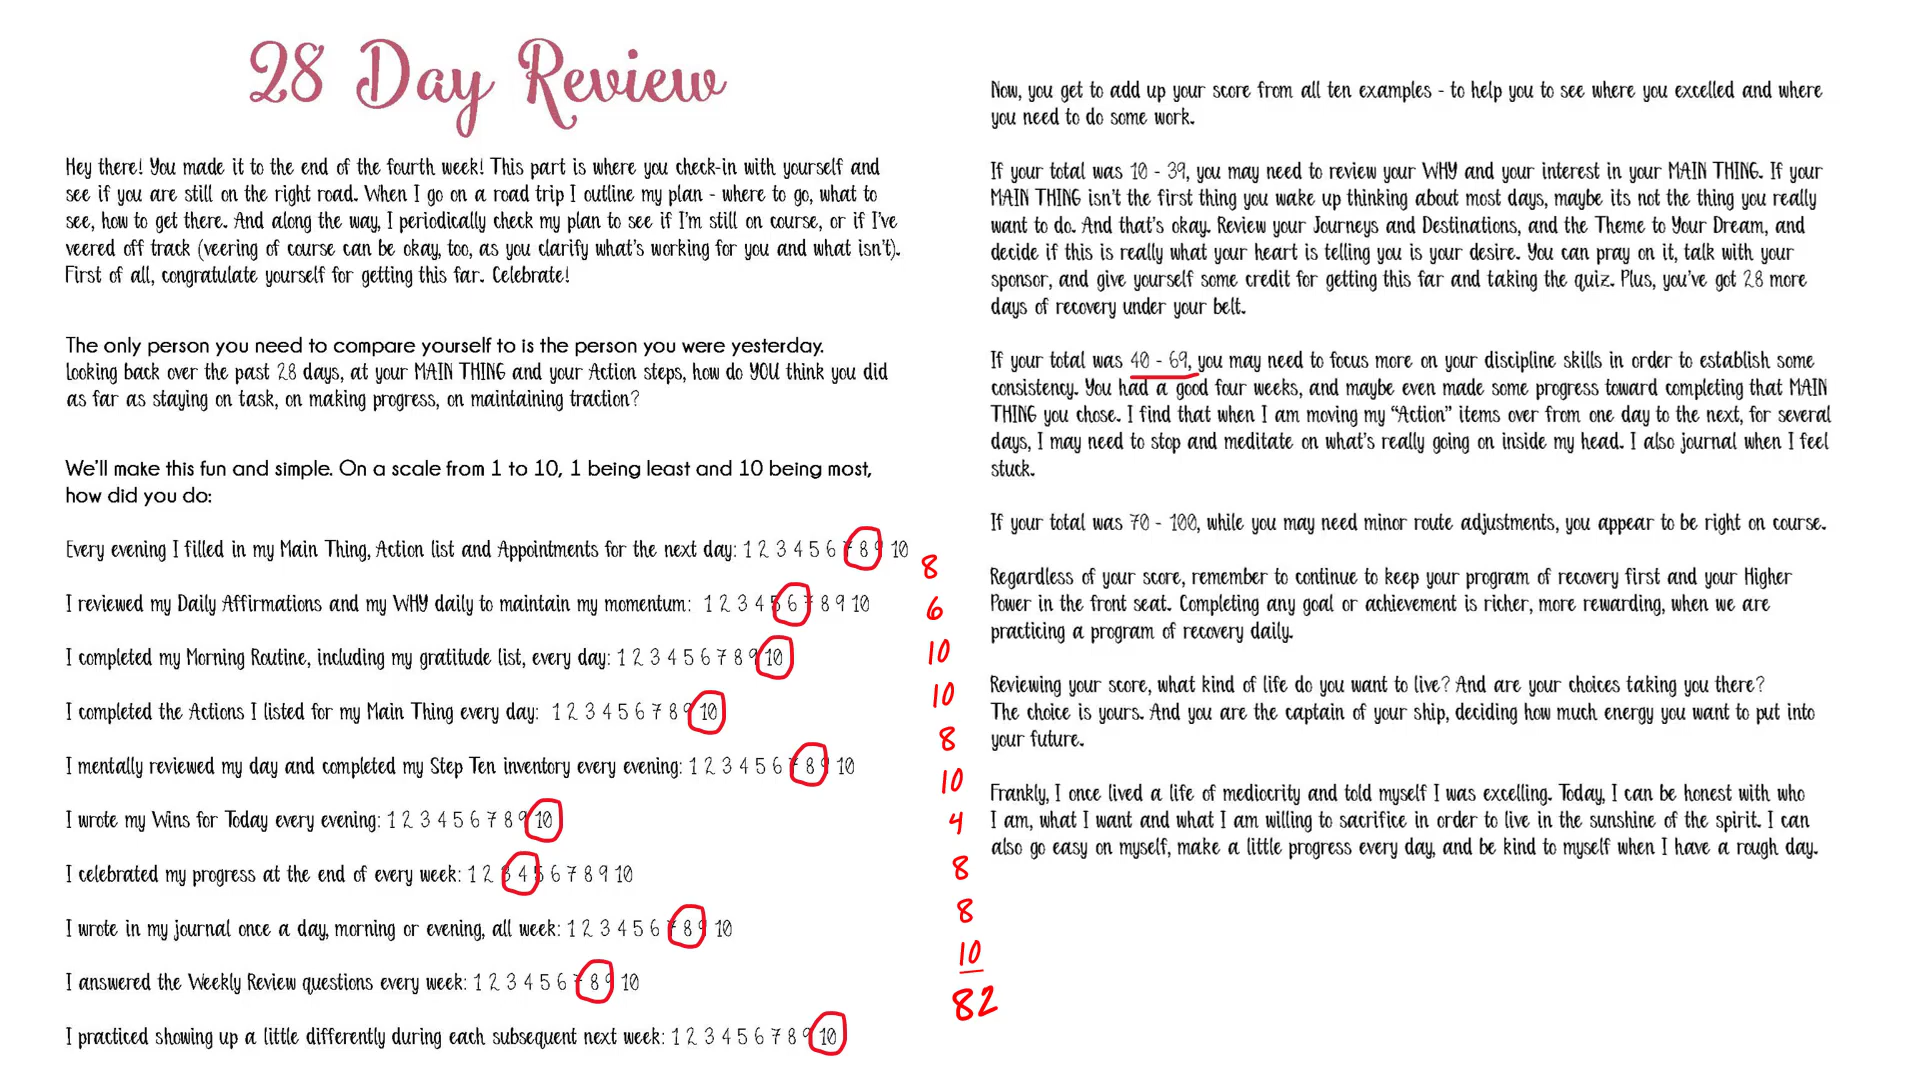 28 Day Review
Hey there! You made it to the end of the fourth week! This part is where you check-in with yourself and
see if you are still on the right road. When I go on a road trip I outline my plan - where to go, what to
see, how to get there. And along the way, I periodically check my plan to see if I'm still on course, or if I've
veered off track (veering of course can be okay, too, as you clarify what's working for you and what isn't).
First of all, congratulate yourself for getting this far. Celebrate!
The only person you need to compare yourself to is the person you were yesterday.
Looking back over the past 28 days, at your MAIN THING and your Action steps, how do YOU think you did
as far as staying on task, on making progress, on maintaining traction?
We'll make this fun and simple. On a scale from 1 to 10, 1 being least and 10 being most,
how did you do:
Every evening I filled in my Main Thing, Action list and Appointments for the next day: 1 2 3 4 5 6 7 8 9 10
I reviewed my Daily Affirmations and my WHY daily to maintain my momentum: 1 2 3 4 5 6 7 8 9 10
I completed my Morning Routine, including my gratitude list, every day: 1 2 3 4 5 6 7 8 9 10
I completed the Actions I listed for my Main Thing every day: 1 2 3 4 5 6 7 8 9 10
I mentally reviewed my day and completed my Step Ten inventory every evening: 1 2 3 4 5 6 7 8 9 10
I wrote my Wins for Today every evening: 1 2 3 4 5 6 7 8 9 10
I celebrated my progress at the end of every week: 1 2 3 4 5 6 7 8 9 10
I wrote in my journal once a day, morning or evening, all week: 1 2 3 4 5 6 7 8 9 10
I answered the Weekly Review questions every week: 1 2 3 4 5 6 7 8 9 10
I practiced showing up a little differently during each subsequent next week: 1 2 3 4 5 6 7 8 9 10
8
6
10
10
8
10
4
8
8
10
82
Now, you get to add up your score from all ten examples - to help you to see where you excelled and where
you need to do some work.
If your total was 10 - 39, you may need to review your WHY and your interest in your MAIN THING. If your
MAIN THING isn't the first thing you wake up thinking about most days, maybe its not the thing you really
want to do. And that's okay. Review your Journeys and Destinations, and the Theme to Your Dream, and
decide if this is really what your heart is telling you is your desire. You can pray on it, talk with your
sponsor, and give yourself some credit for getting this far and taking the quiz. Plus, you've got 28 more
days of recovery under your belt.
If your total was 40 - 69, you may need to focus more on your discipline skills in order to establish some
consistency. You had a good four weeks, and maybe even made some progress toward completing that MAIN
THING you chose. I find that when I am moving my "Action" items over from one day to the next, for several
days, I may need to stop and meditate on what's really going on inside my head. I also journal when I feel
stuck.
If your total was 70 - 100, while you may need minor route adjustments, you appear to be right on course.
Regardless of your score, remember to continue to keep your program of recovery first and your Higher
Power in the front seat. Completing any goal or achievement is richer, more rewarding, when we are
practicing a program of recovery daily.
Reviewing your score, what kind of life do you want to live? And are your choices taking you there?
The choice is yours. And you are the captain of your ship, deciding how much energy you want to put into
your future.
Frankly, I once lived a life of mediocrity and told myself I was excelling. Today, I can be honest with who
I am, what I want and what I am willing to sacrifice in order to live in the sunshine of the spirit. I can
also go easy on myself, make a little progress every day, and be kind to myself when I have a rough day.